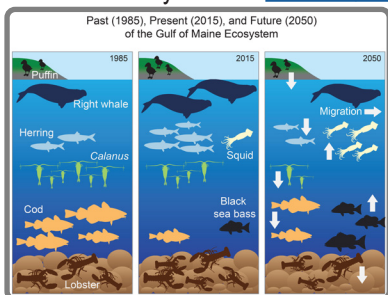 Past (1985), Present (2015), and Future (2050)
of the Gulf of Maine Ecosystem
1985
2015
2050
Puffin
Right whale
Migration
Herring
Squid
Calanus
Cod
Black
sea bass
Lobster